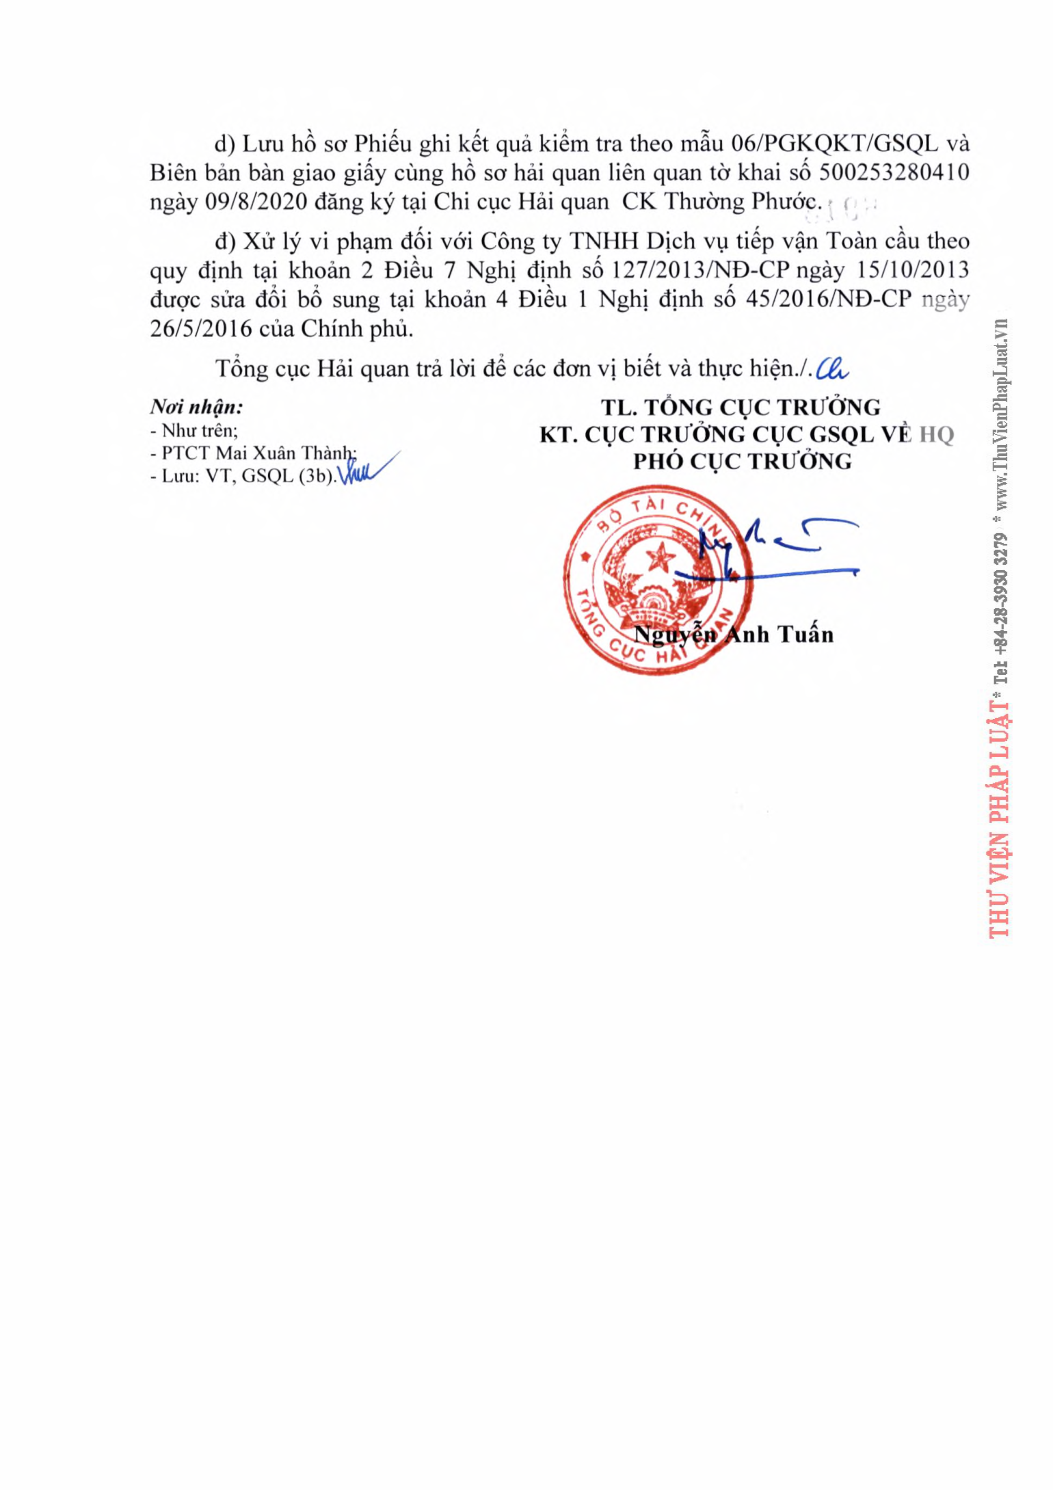 d) Lưu hồ sơ Phiếu ghi kết quả kiểm tra theo mẫu 06/PGKQKT/GSQL và
Biên bản bàn giao giấy cùng hồ sơ hải quan liên quan tờ khai số 500253280410
ngày 09/8/2020 đăng ký tại Chi cục Hải quan CK Thường Phước.
đ) Xử lý vi phạm đối với Công ty TNHH Dịch vụ tiếp vận Toàn cầu theo
quy định tại khoản 2 Điều 7 Nghị định số 127/2013/NĐ-CP ngày 15/10/2013
được sửa đổi bổ sung tại khoản 4 Điều 1 Nghị định số 45/2016/NĐ-CP ngày
26/5/2016 của Chính phủ.
Tổng cục Hải quan trả lời để các đơn vị biết và thực hiện./.
Nơi nhận:
- Như trên;
- PTCT Mai Xuân Thành;
- Lưu: VT, GSQL (3b).
TL. TỔNG CỤC TRƯỞNG
KT. CỤC TRƯỞNG CỤC GSQL VỀ HQ
PHÓ CỤC TRƯỞNG
BỘ TÀI CHÍNH
TỔNG CỤC HẢI QUAN
Nguyễn Anh Tuấn
THƯ VIỆN PHÁP LUẬT * Tel: +84-28-3930 3279 * www.ThuVienPhapLuat.vn